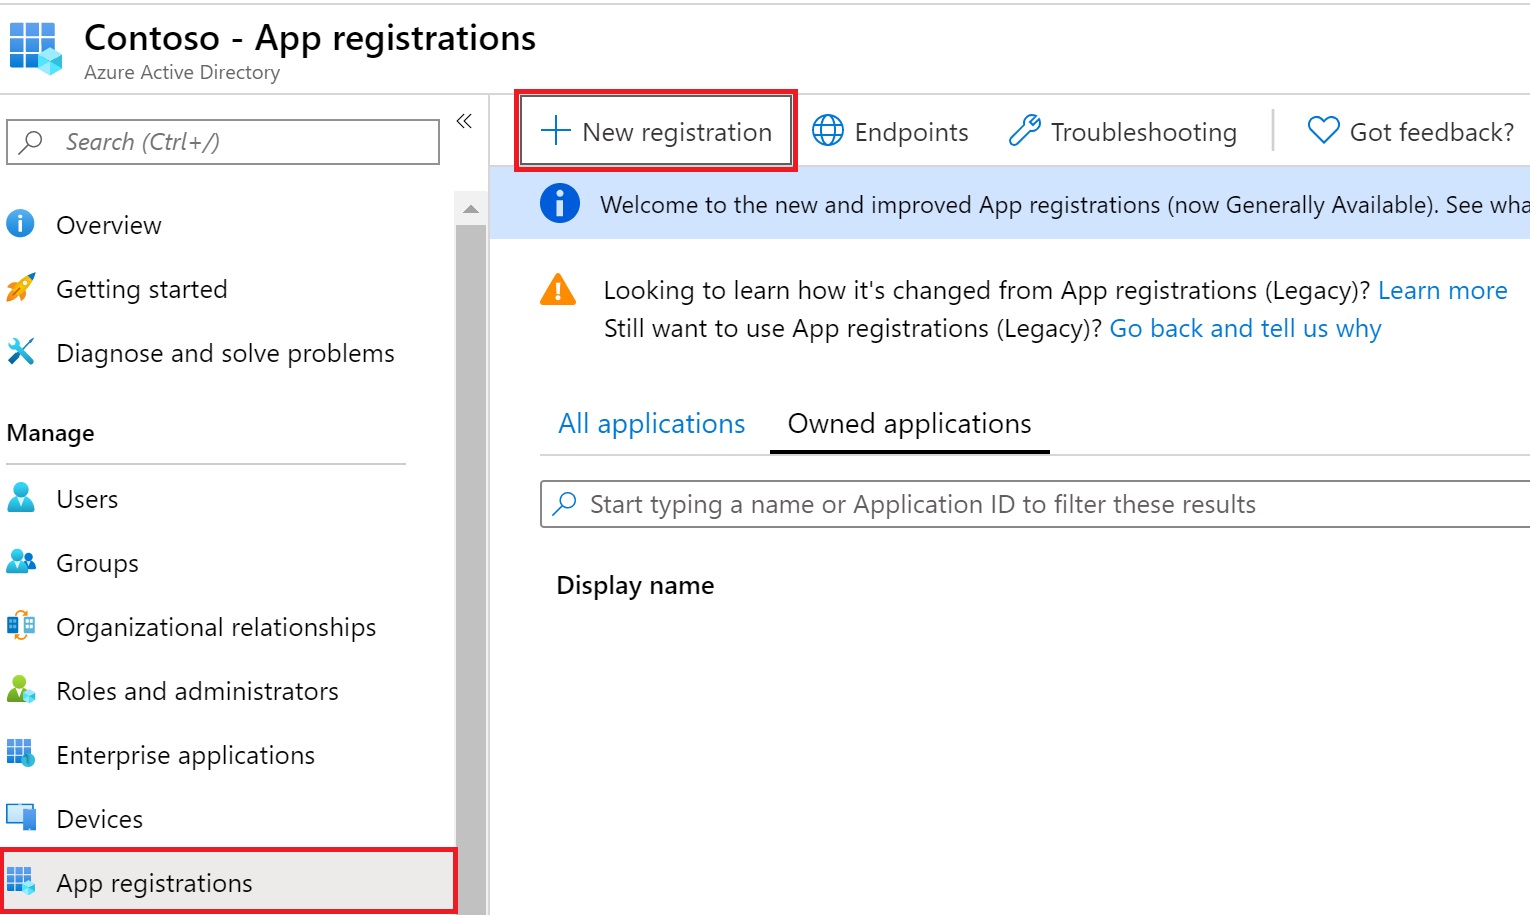 Contoso - App registrations
Azure Active Directory
Search (Ctrl+/)
«
Overview
Getting started
Diagnose and solve problems
Manage
Users
Groups
Organizational relationships
Roles and administrators
Enterprise applications
Devices
App registrations
New registration
Endpoints
Troubleshooting
Got feedback?
Welcome to the new and improved App registrations (now Generally Available). See wha
Looking to learn how it's changed from App registrations (Legacy)? Learn more
Still want to use App registrations (Legacy)? Go back and tell us why
All applications
Owned applications
Start typing a name or Application ID to filter these results
Display name